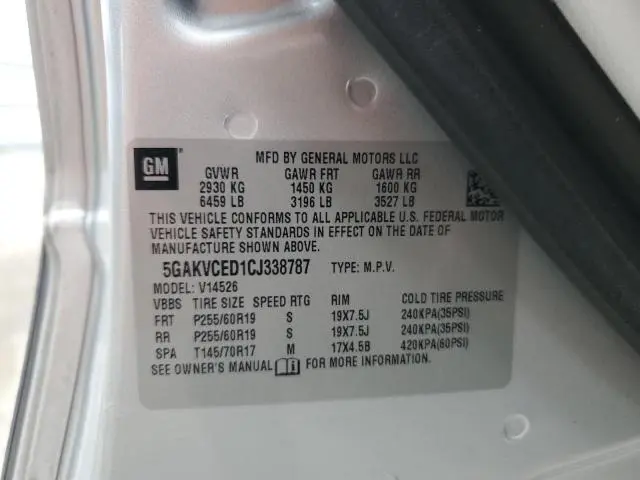 GM
MFD BY GENERAL MOTORS LLC
GVWR GAWR FRT GAWR RR
2930 KG 1450 KG 1600 KG
6459 LB 3196 LB 3527 LB
THIS VEHICLE CONFORMS TO ALL APPLICABLE U.S. FEDERAL MOTOR
VEHICLE SAFETY STANDARDS IN EFFECT ON THE DATE OF
MANUFACTURE SHOWN ABOVE.
5GAKVCED1CJ338787 TYPE: M.P.V.
MODEL: V14526
VBBS TIRE SIZE SPEED RTG RIM COLD TIRE PRESSURE
FRT P255/60R19 S 19X7.5J 240KPA(35PSI)
RR P255/60R19 S 19X7.5J 240KPA(35PSI)
SPA T145/70R17 M 17X4.5B 420KPA(60PSI)
SEE OWNER'S MANUAL FOR MORE INFORMATION.